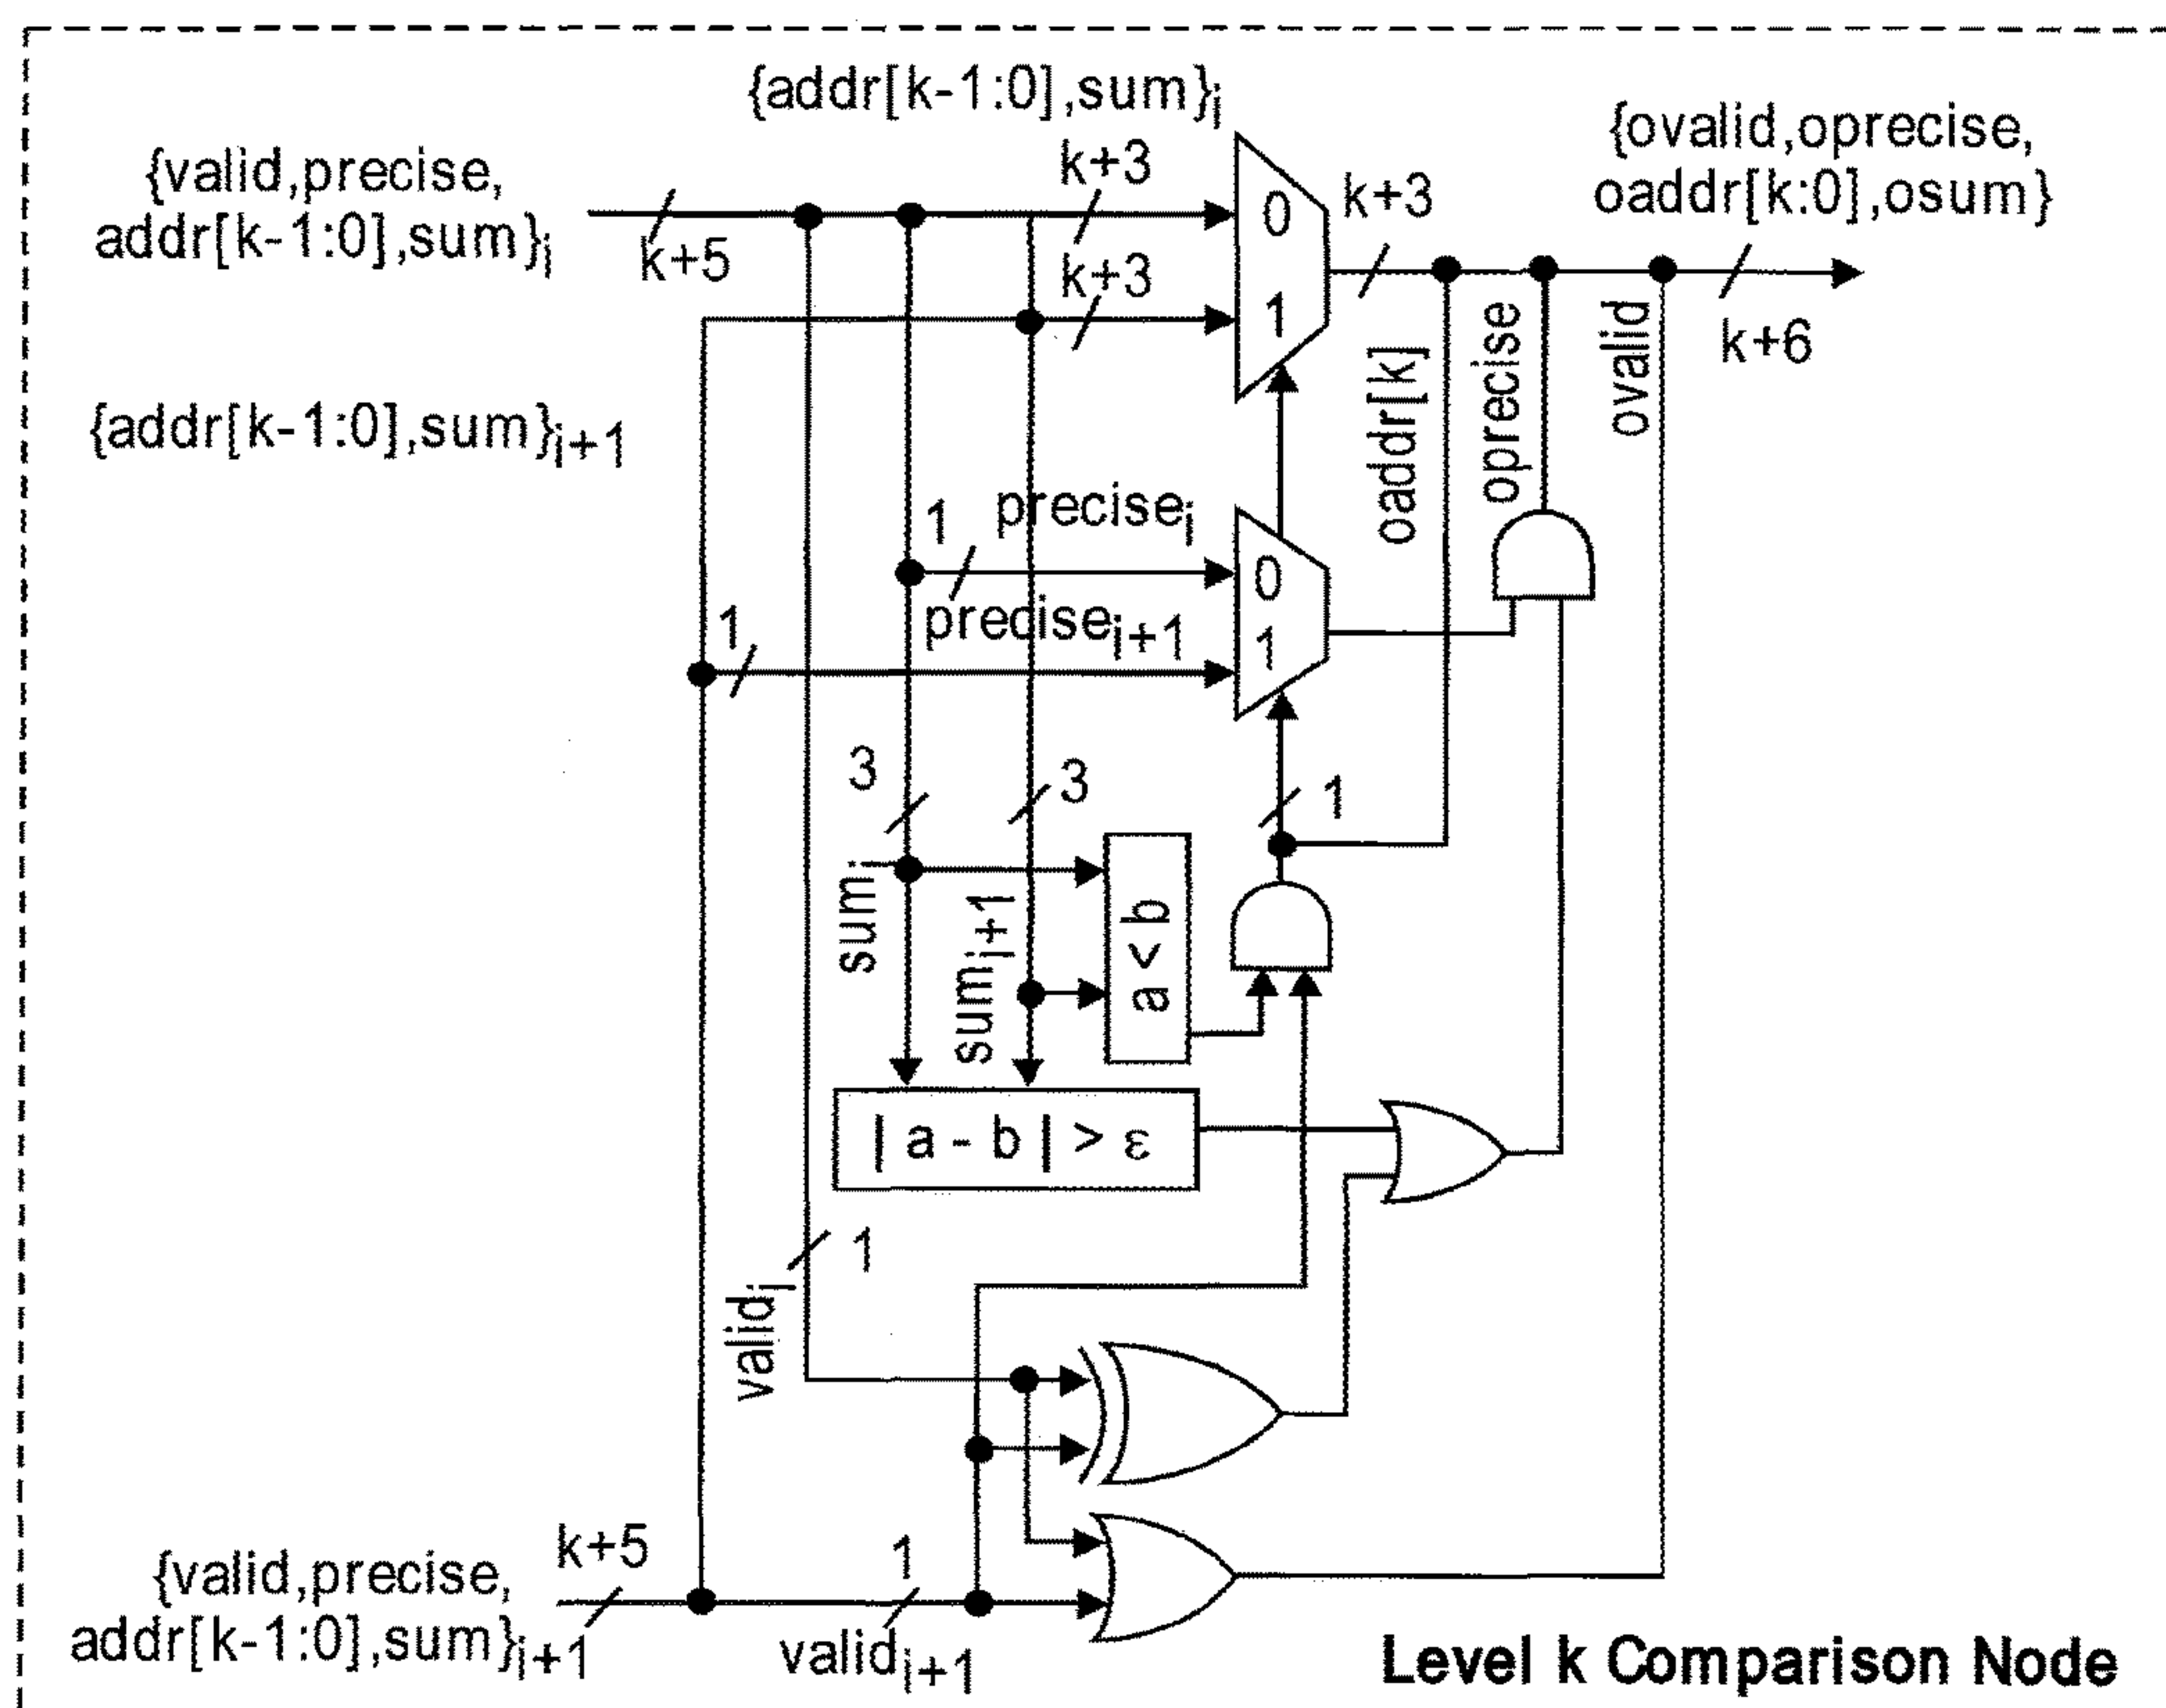 {addr[k-1:0],sum}i
{valid,precise,
addr[k-1:0],sum}i
k+5
k+3
k+3
0
1
k+3
{ovalid,oprecise,
oaddr[k:0],osum}
k+6
{addr[k-1:0],sum}i+1
oaddr[k]
oprecise
ovalid
1
precisei
0
1
precisei+1
1
3
3
1
sumi
sumi+1
a < b
| a - b | > ε
1
validi
k+5
{valid,precise,
addr[k-1:0],sum}i+1
1
validi+1
Level k Comparison Node